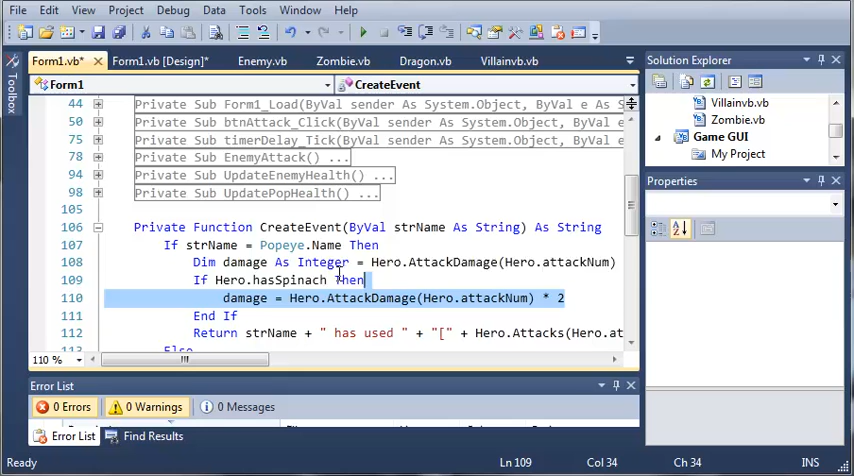 File Edit View Project Debug Data Tools Window Help
Form1.vb* Form1.vb [Design]* Enemy.vb Zombie.vb Dragon.vb Villainvb.vb
Form1 CreateEvent
Toolbox
44 Private Sub Form1_Load(ByVal sender As System.Object, ByVal e As S
50 Private Sub btnAttack_Click(ByVal sender As System.Object, ByVal e
75 Private Sub timerDelay_Tick(ByVal sender As System.Object, ByVal e
78 Private Sub EnemyAttack() ...
94 Private Sub UpdateEnemyHealth() ...
98 Private Sub UpdatePopHealth() ...
105
106 Private Function CreateEvent(ByVal strName As String) As String
107 If strName = Popeye.Name Then
108 Dim damage As Integer = Hero.AttackDamage(Hero.attackNum)
109 If Hero.hasSpinach Then
110 damage = Hero.AttackDamage(Hero.attackNum) * 2
111 End If
112 Return strName + " has used " + "[" + Hero.Attacks(Hero.at
113 Else
110 %
Solution Explorer
Villainvb.vb
Zombie.vb
Game GUI
My Project
Properties
Error List
0 Errors 0 Warnings 0 Messages
Error List Find Results
Ln 109 Col 34 Ch 34 INS